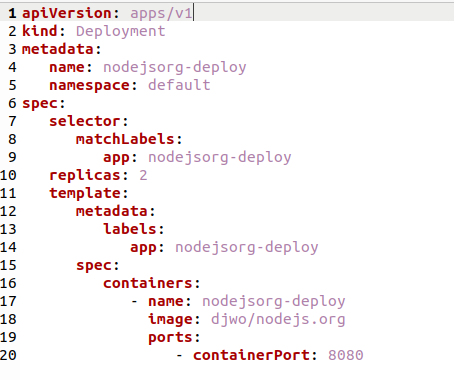 1 apiVersion: apps/v1
2 kind: Deployment
3 metadata:
4    name: nodejsorg-deploy
5    namespace: default
6 spec:
7    selector:
8       matchLabels:
9          app: nodejsorg-deploy
10    replicas: 2
11    template:
12       metadata:
13          labels:
14             app: nodejsorg-deploy
15       spec:
16          containers:
17             - name: nodejsorg-deploy
18               image: djwo/nodejs.org
19               ports:
20                  - containerPort: 8080